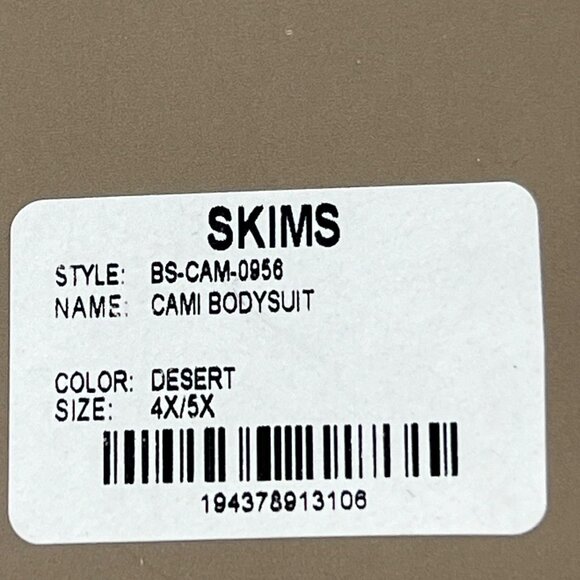 SKIMS
STYLE: BS-CAM-0956
NAME: CAMI BODYSUIT
COLOR: DESERT
SIZE: 4X/5X
194378913106